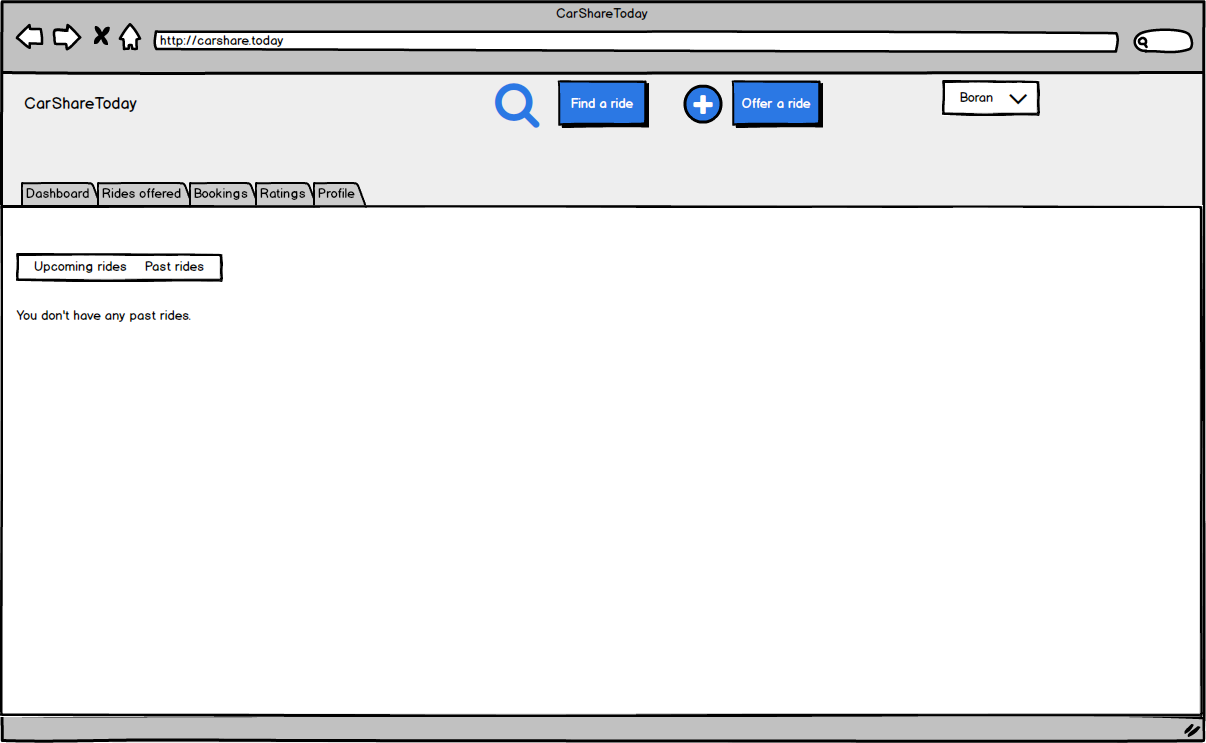 CarShareToday
http://carshare.today
CarShareToday
Find a ride
Offer a ride
Boran
Dashboard Rides offered Bookings Ratings Profile
Upcoming rides Past rides
You don't have any past rides.